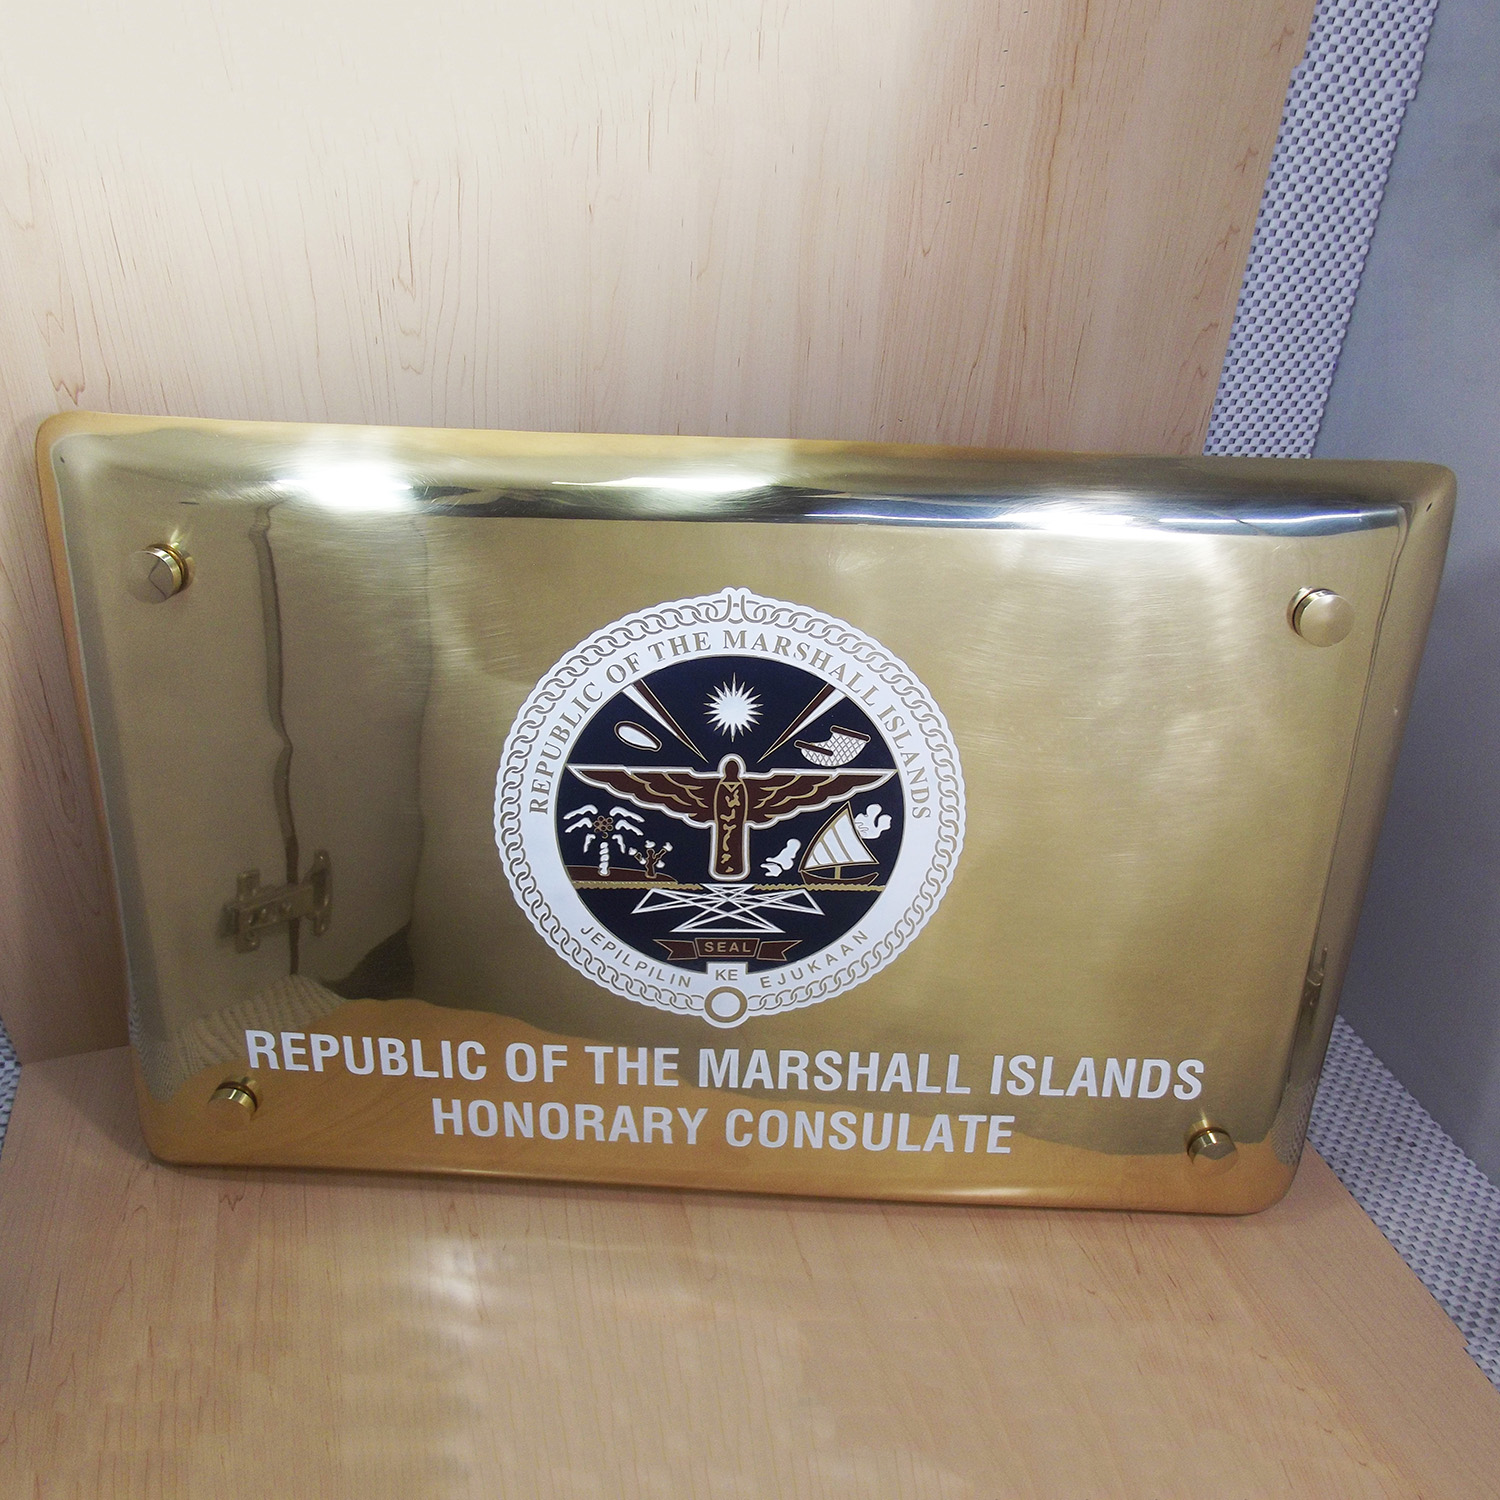 REPUBLIC OF THE MARSHALL ISLANDS
SEAL
JEPILPILIN KE EJUKAAN
REPUBLIC OF THE MARSHALL ISLANDS
HONORARY CONSULATE